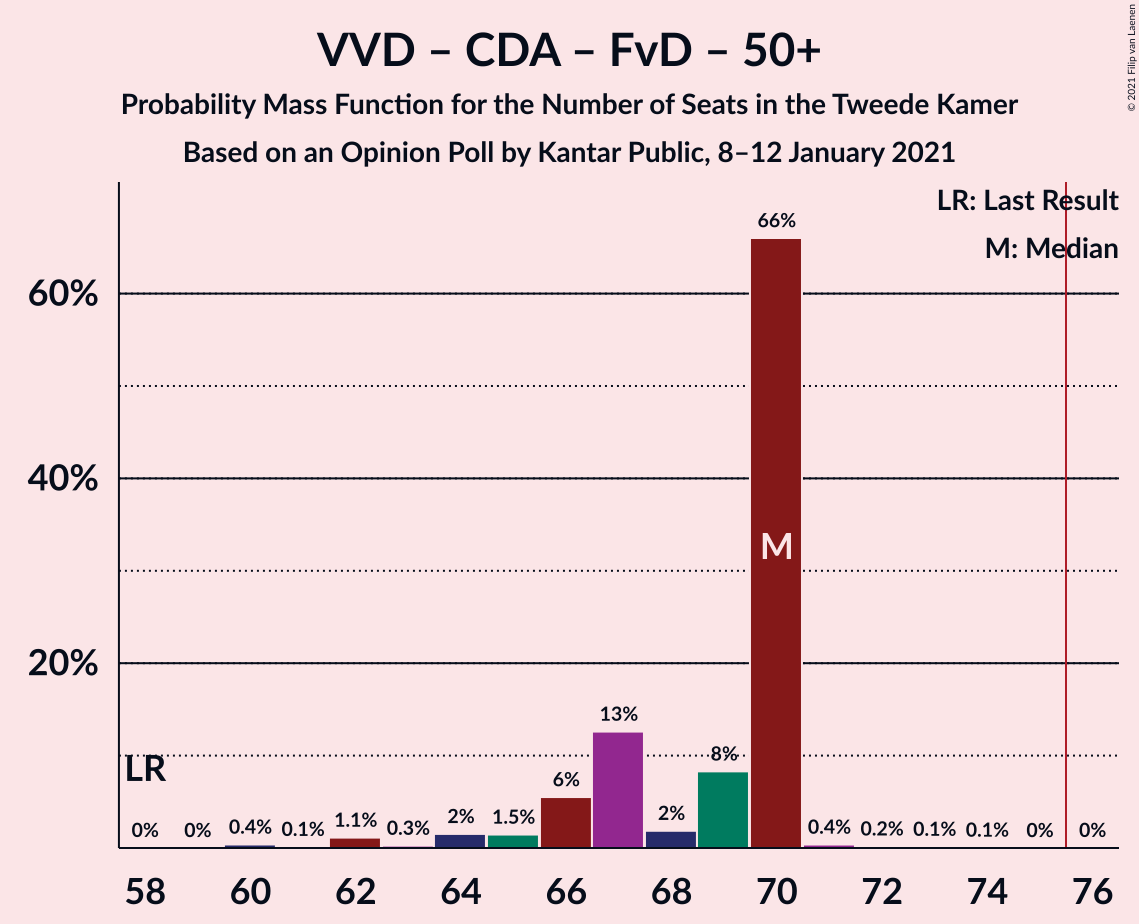 VVD – CDA – FvD – 50+
Probability Mass Function for the Number of Seats in the Tweede Kamer
Based on an Opinion Poll by Kantar Public, 8–12 January 2021
© 2021 Filip van Laenen
LR: Last Result
M: Median
60%
40%
20%
66%
M
13%
8%
6%
LR
0% 0% 0.4% 0.1% 1.1% 0.3% 2% 1.5% 2% 0.4% 0.2% 0.1% 0.1% 0% 0%
58 60 62 64 66 68 70 72 74 76